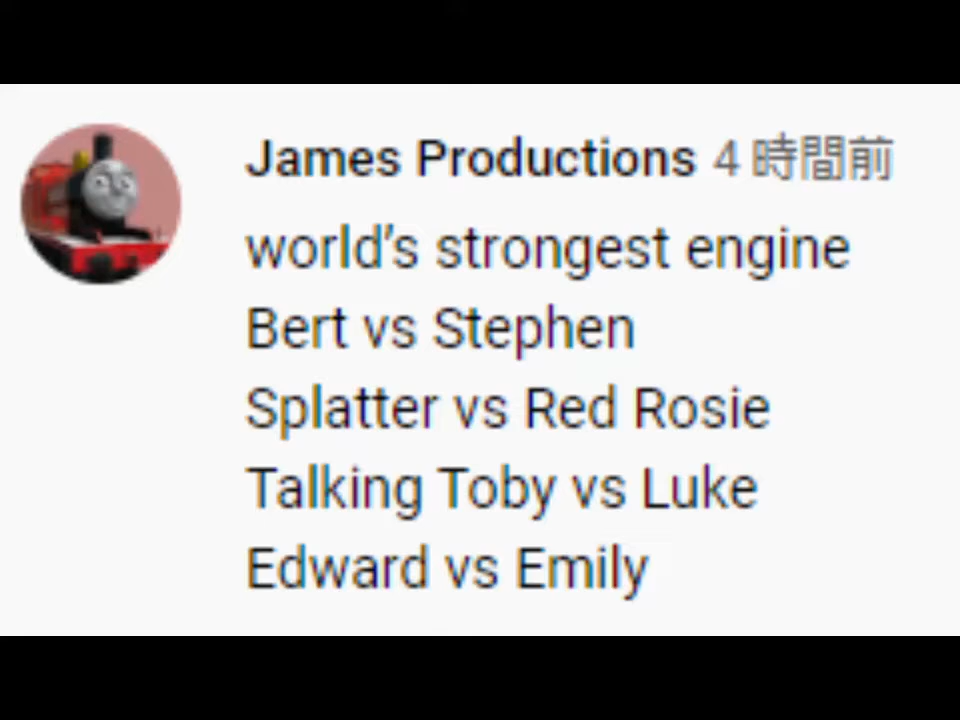 James Productions 4 時間前
world's strongest engine
Bert vs Stephen
Splatter vs Red Rosie
Talking Toby vs Luke
Edward vs Emily